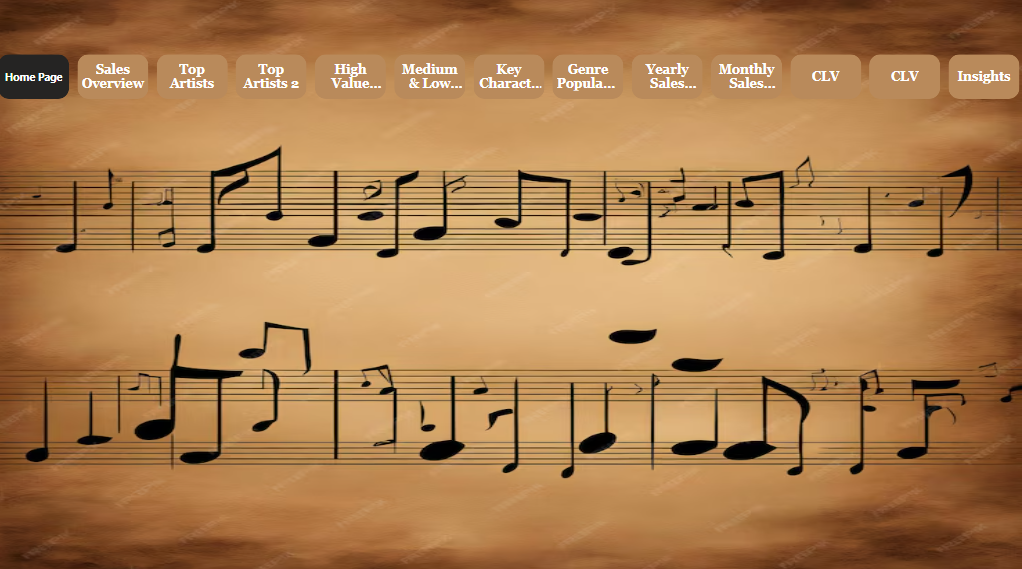 Home Page
Sales
Overview
Top
Artists
Top
Artists 2
High
Value...
Medium
& Low...
Key
Charact...
Genre
Popula...
Yearly
Sales...
Monthly
Sales...
CLV
CLV
Insights